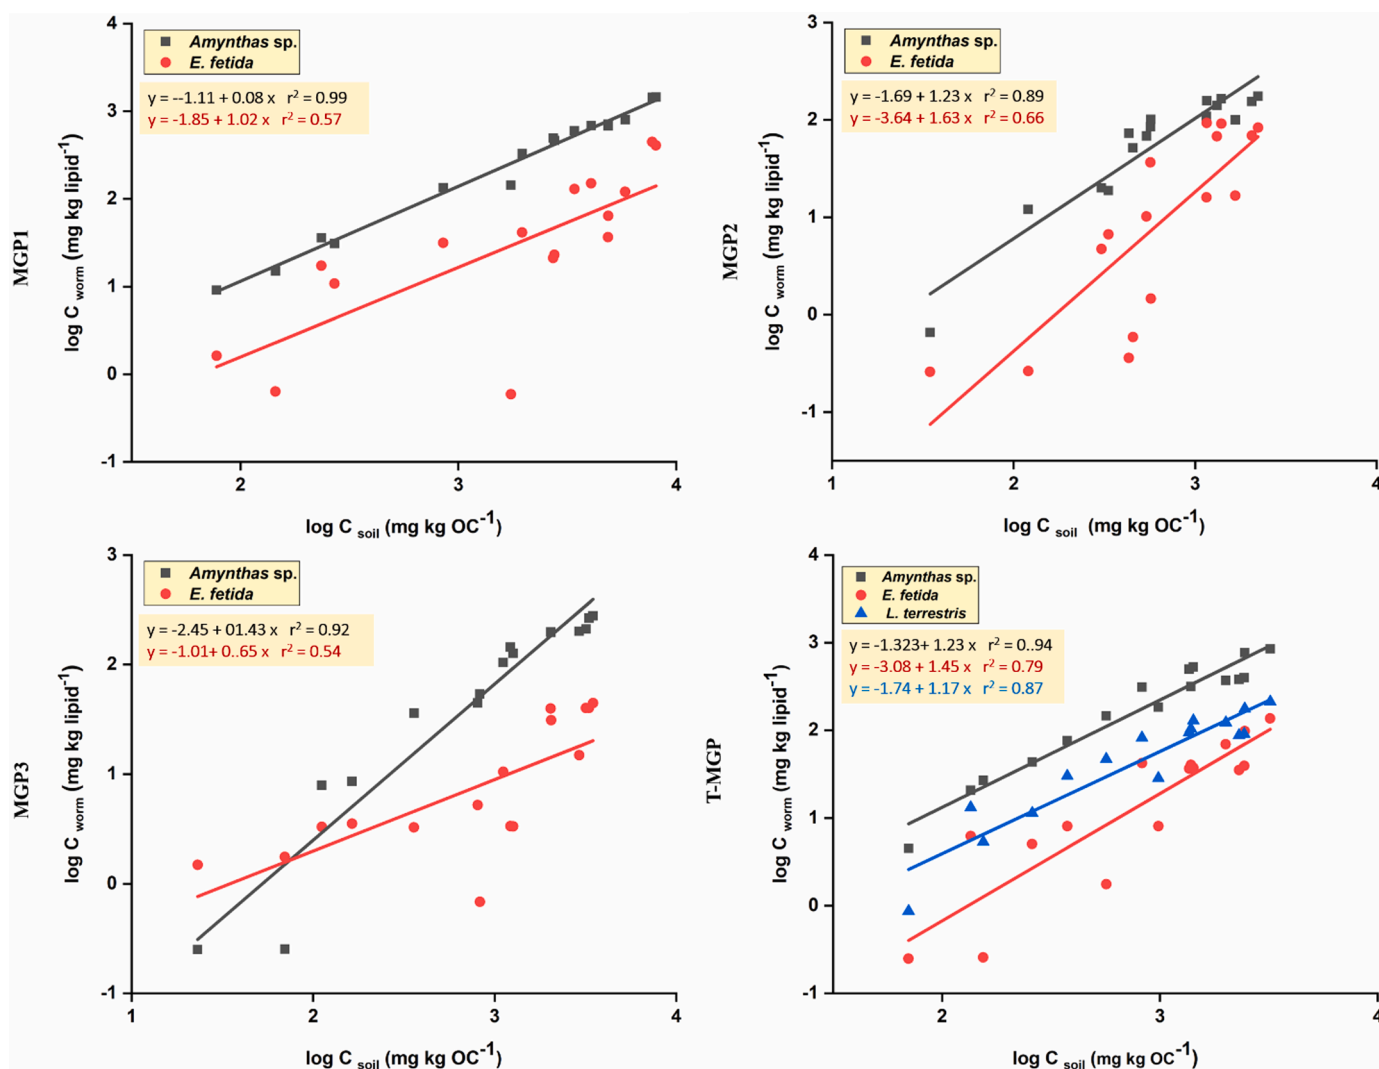 MGP1
log C worm (mg kg lipid-1)
4
3
2
1
0
-1
Amynthas sp.
E. fetida
y = --1.11 + 0.08 x r2 = 0.99
y = -1.85 + 1.02 x r2 = 0.57
2
3
4
log C soil (mg kg OC-1)
MGP2
log C worm (mg kg lipid-1)
3
2
1
0
-1
Amynthas sp.
E. fetida
y = -1.69 + 1.23 x r2 = 0.89
y = -3.64 + 1.63 x r2 = 0.66
1
2
3
4
log C soil (mg kg OC-1)
MGP3
log C worm (mg kg lipid-1)
3
2
1
0
-1
Amynthas sp.
E. fetida
y = -2.45 + 01.43 x r2 = 0.92
y = -1.01+ 0..65 x r2 = 0.54
1
2
3
4
log C soil (mg kg OC-1)
T-MGP
log C worm (mg kg lipid-1)
4
3
2
1
0
-1
Amynthas sp.
E. fetida
L. terrestris
y = -1.323+ 1.23 x r2 = 0.94
y = -3.08 + 1.45 x r2 = 0.79
y = -1.74 + 1.17 x r2 = 0.87
2
3
4
log C soil (mg kg OC-1)